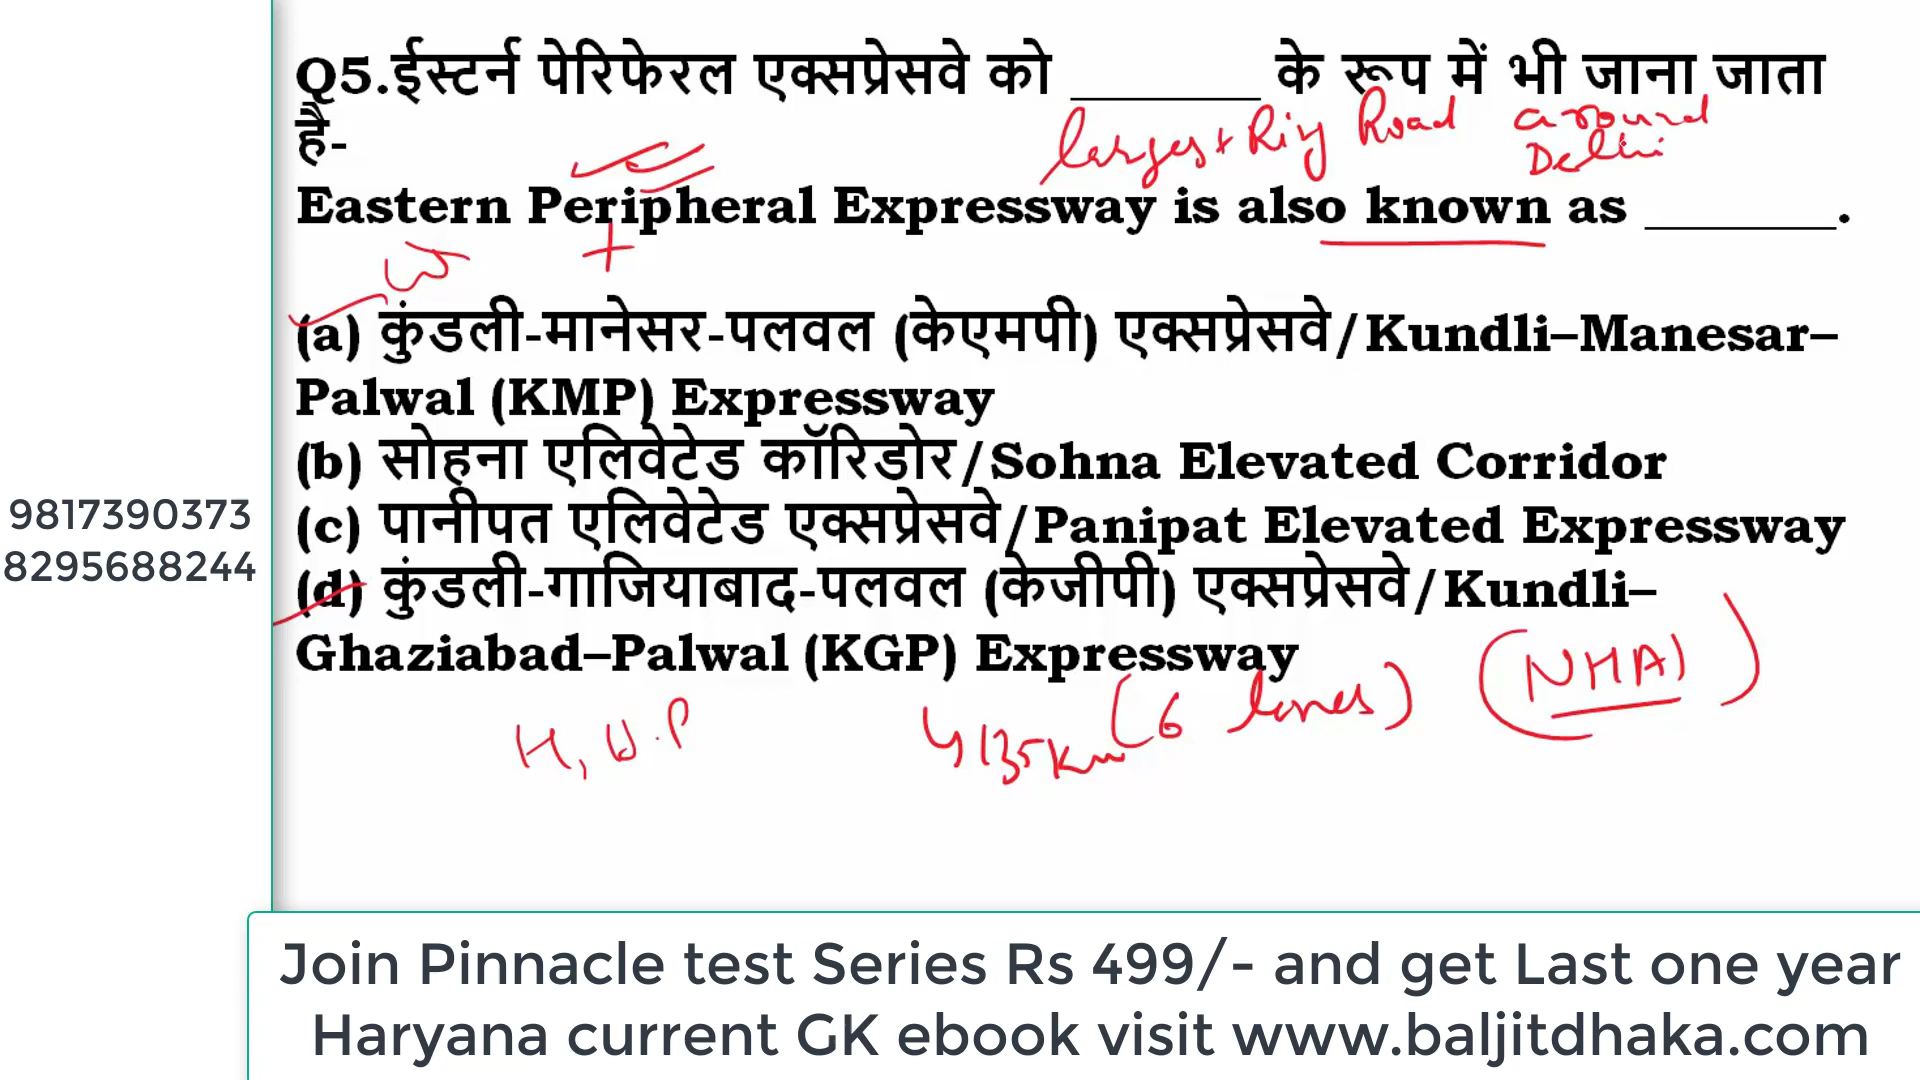 Q5.ईस्टर्न पेरिफेरल एक्सप्रेसवे को ________ के रूप में भी जाना जाता
है-
largest Ring Road around
Delhi
Eastern Peripheral Expressway is also known as ________.
W +
(a) कुंडली-मानेसर-पलवल (केएमपी) एक्सप्रेसवे/Kundli–Manesar–
Palwal (KMP) Expressway
(b) सोहना एलिवेटेड कॉरिडोर/Sohna Elevated Corridor
(c) पानीपत एलिवेटेड एक्सप्रेसवे/Panipat Elevated Expressway
(d) कुंडली-गाजियाबाद-पलवल (केजीपी) एक्सप्रेसवे/Kundli–
Ghaziabad–Palwal (KGP) Expressway
H, U.P 135km (6 lanes) (NHAI)
9817390373
8295688244
Join Pinnacle test Series Rs 499/- and get Last one year
Haryana current GK ebook visit www.baljitdhaka.com